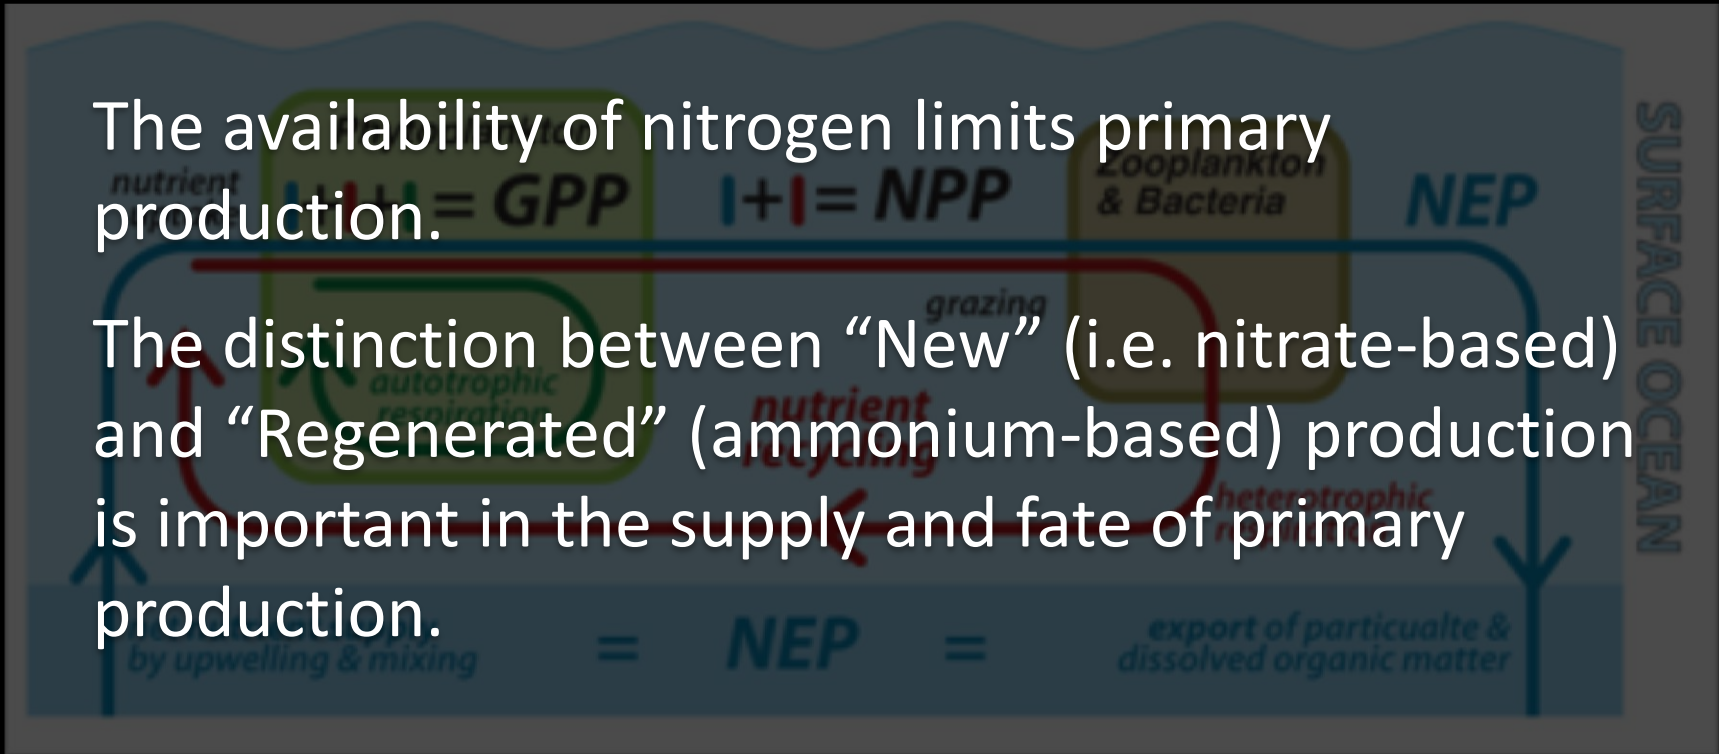 The availability of nitrogen limits primary
production.
The distinction between “New” (i.e. nitrate-based)
and “Regenerated” (ammonium-based) production
is important in the supply and fate of primary
production.
nutrient
= GPP
+ = NPP
Zooplankton
& Bacteria
NEP
grazing
autotrophic
respiration
nutrient
recycling
heterotrophic
by upwelling & mixing
= NEP =
export of particualte &
dissolved organic matter
SURFACE OCEAN